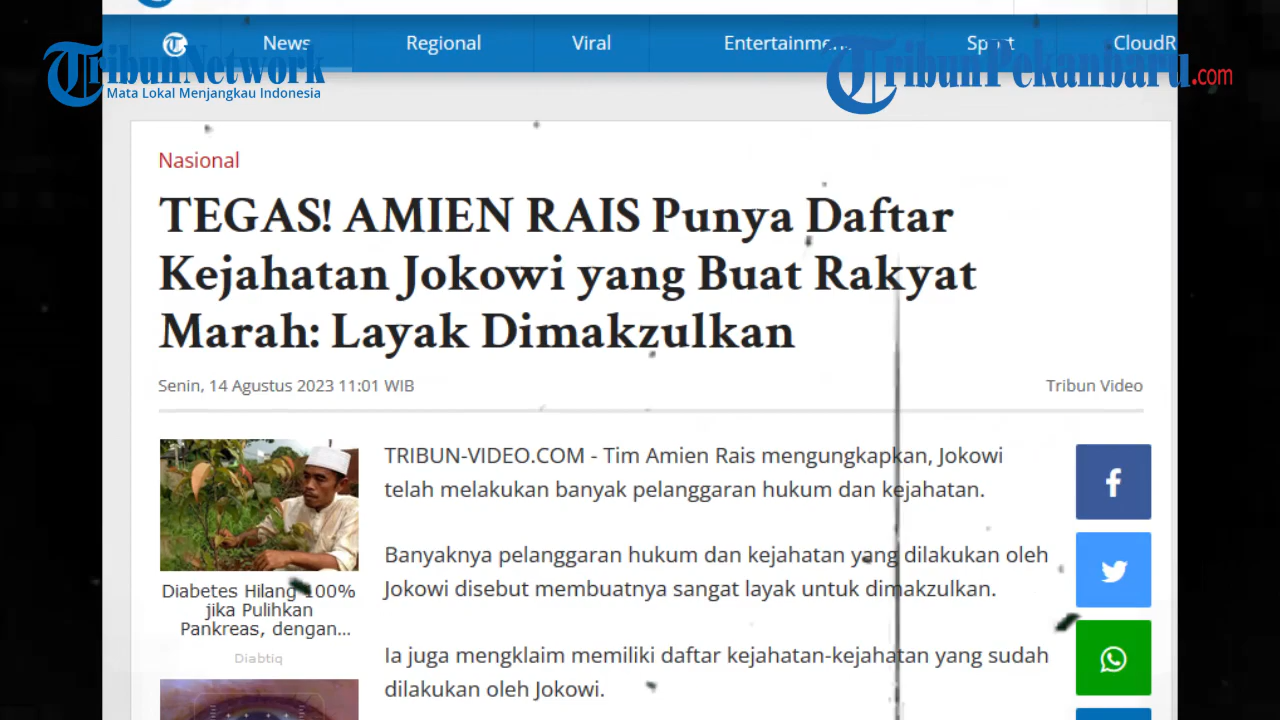 News Regional Viral Entertainment Sport CloudR
TribunNetwork
Mata Lokal Menjangkau Indonesia
TribunPekanbaru.com
Nasional
TEGAS! AMIEN RAIS Punya Daftar
Kejahatan Jokowi yang Buat Rakyat
Marah: Layak Dimakzulkan
Senin, 14 Agustus 2023 11:01 WIB
Tribun Video
TRIBUN-VIDEO.COM - Tim Amien Rais mengungkapkan, Jokowi
telah melakukan banyak pelanggaran hukum dan kejahatan.
Banyaknya pelanggaran hukum dan kejahatan yang dilakukan oleh
Jokowi disebut membuatnya sangat layak untuk dimakzulkan.
Ia juga mengklaim memiliki daftar kejahatan-kejahatan yang sudah
dilakukan oleh Jokowi.
Diabetes Hilang 100%
jika Pulihkan
Pankreas, dengan...
Diabtiq